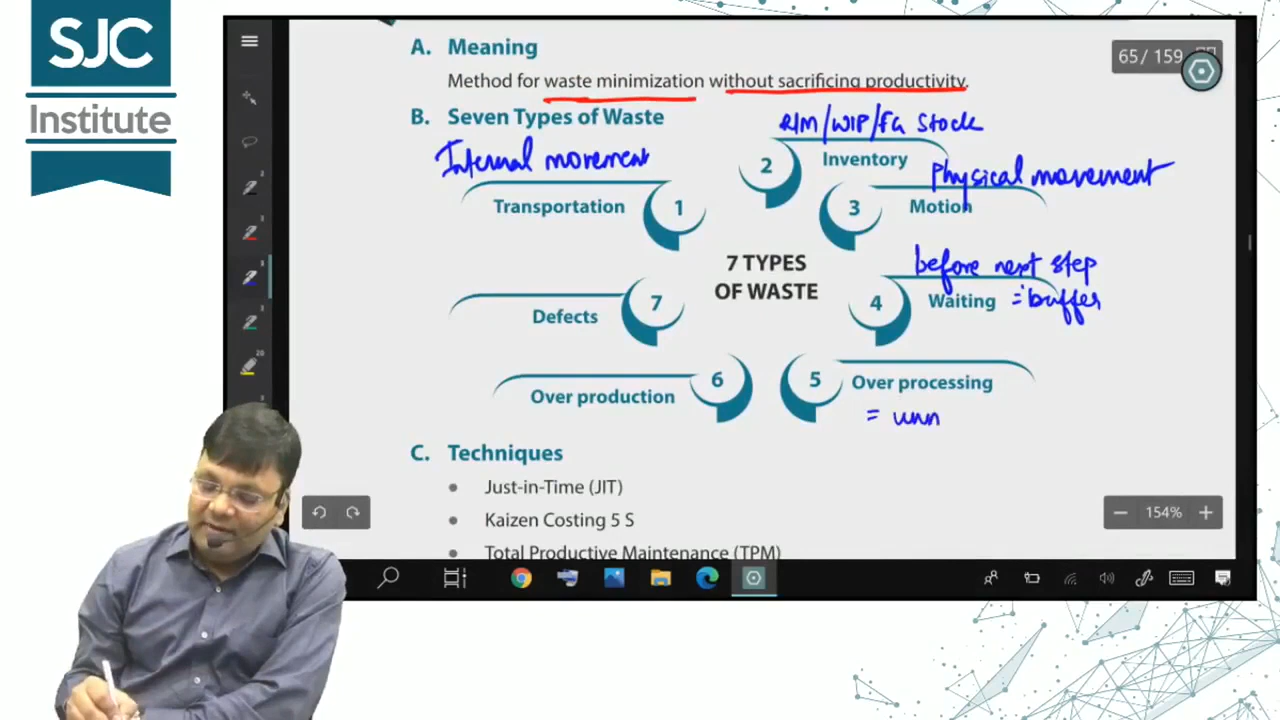 SJC
Institute
65 / 159
A. Meaning
Method for waste minimization without sacrificing productivity.
B. Seven Types of Waste
R/M/WIP/FG Stock
Internal movement
2
Inventory
Physical movement
Transportation
1
3
Motion
7 TYPES
OF WASTE
before next step
4
Waiting
= buffer
7
Defects
6
Over production
5
Over processing
= unn
C. Techniques
• Just-in-Time (JIT)
• Kaizen Costing 5 S
• Total Productive Maintenance (TPM)
154%